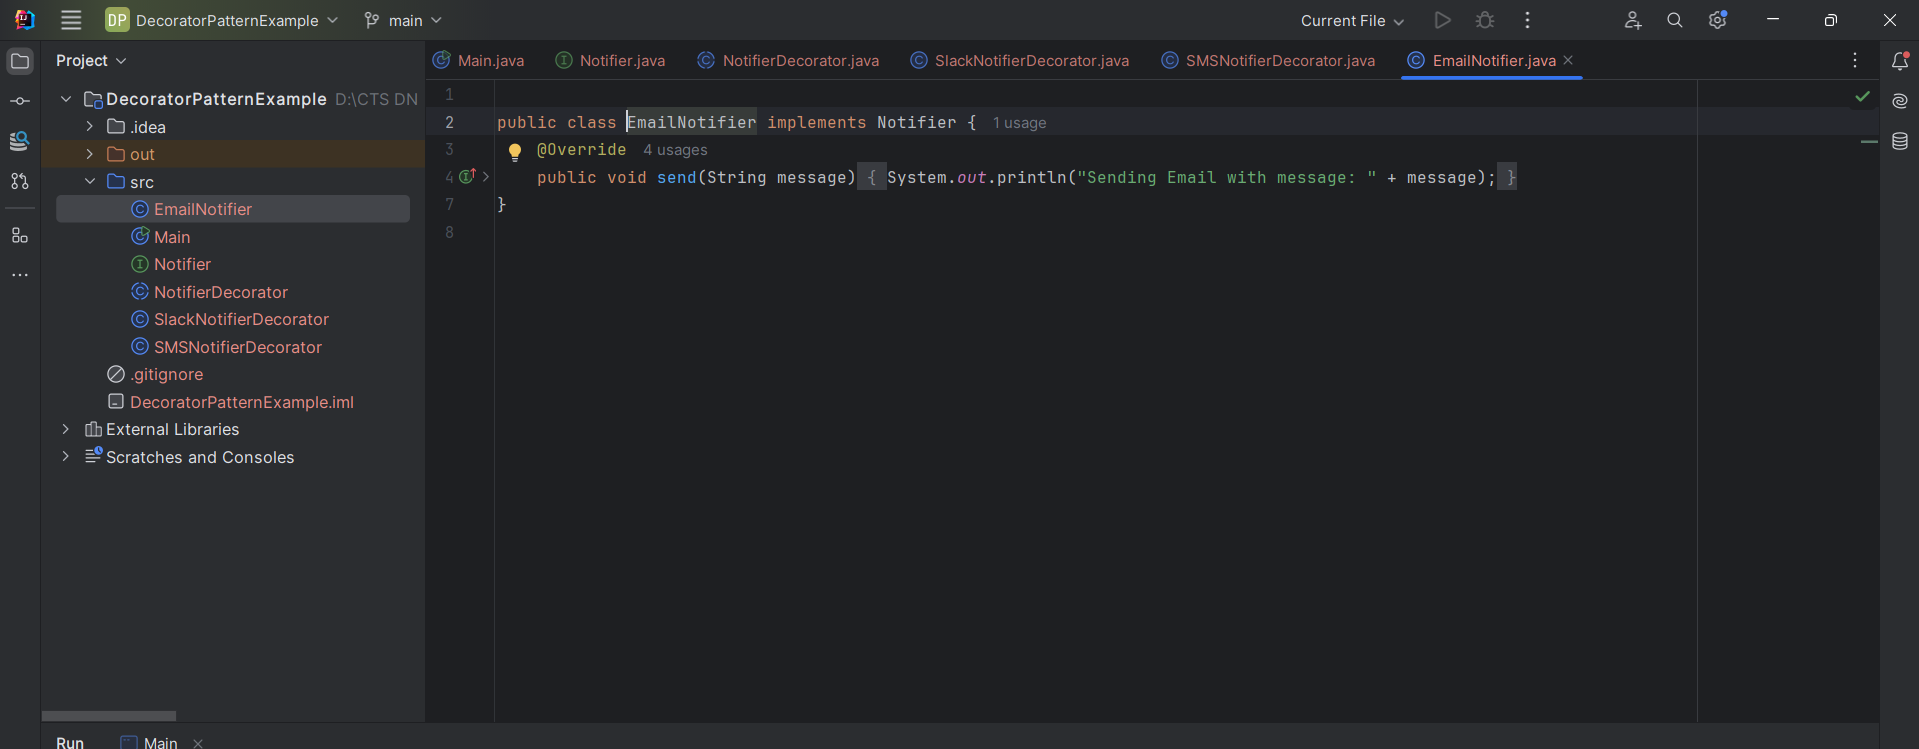 DP DecoratorPatternExample main Current File
Project
Main.java Notifier.java NotifierDecorator.java SlackNotifierDecorator.java SMSNotifierDecorator.java EmailNotifier.java
DecoratorPatternExample D:\CTS DN
.idea
out
src
EmailNotifier
Main
Notifier
NotifierDecorator
SlackNotifierDecorator
SMSNotifierDecorator
.gitignore
DecoratorPatternExample.iml
External Libraries
Scratches and Consoles
1
2 public class EmailNotifier implements Notifier { 1 usage
3 @Override 4 usages
4 public void send(String message) { System.out.println("Sending Email with message: " + message); }
7 }
8
Run Main